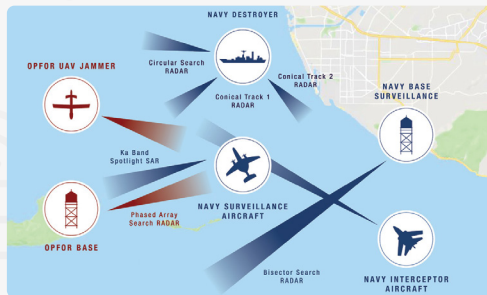 NAVY DESTROYER
OPFOR UAV JAMMER
Circular Search
RADAR
Conical Track 2
RADAR
Conical Track 1
RADAR
NAVY BASE
SURVEILLANCE
Ka Band
Spotlight SAR
Phased Array
Search RADAR
NAVY SURVEILLANCE
AIRCRAFT
OPFOR BASE
Bisector Search
RADAR
NAVY INTERCEPTOR
AIRCRAFT